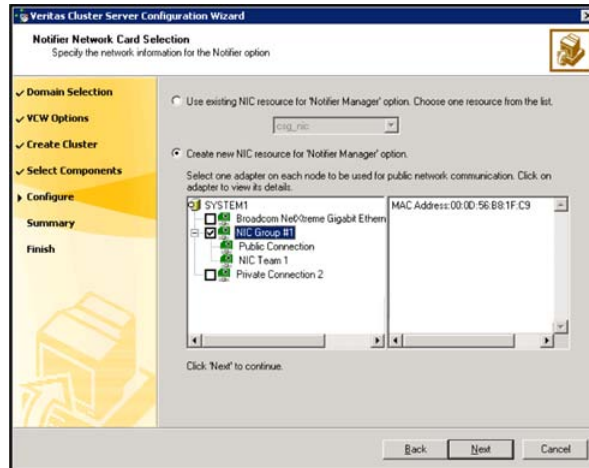 Veritas Cluster Server Configuration Wizard
Notifier Network Card Selection
Specify the network information for the Notifier option
Domain Selection
VCW Options
Create Cluster
Select Components
Configure
Summary
Finish
Use existing NIC resource for 'Notifier Manager' option. Choose one resource from the list.
csg_nic
Create new NIC resource for 'Notifier Manager' option.
Select one adapter on each node to be used for public network communication. Click on
adapter to view its details.
SYSTEM1
Broadcom NetXtreme Gigabit Ethern
NIC Group #1
Public Connection
NIC Team 1
Private Connection 2
MAC Address:00:0D:56:B8:1F:C9
Click 'Next' to continue.
Back
Next
Cancel